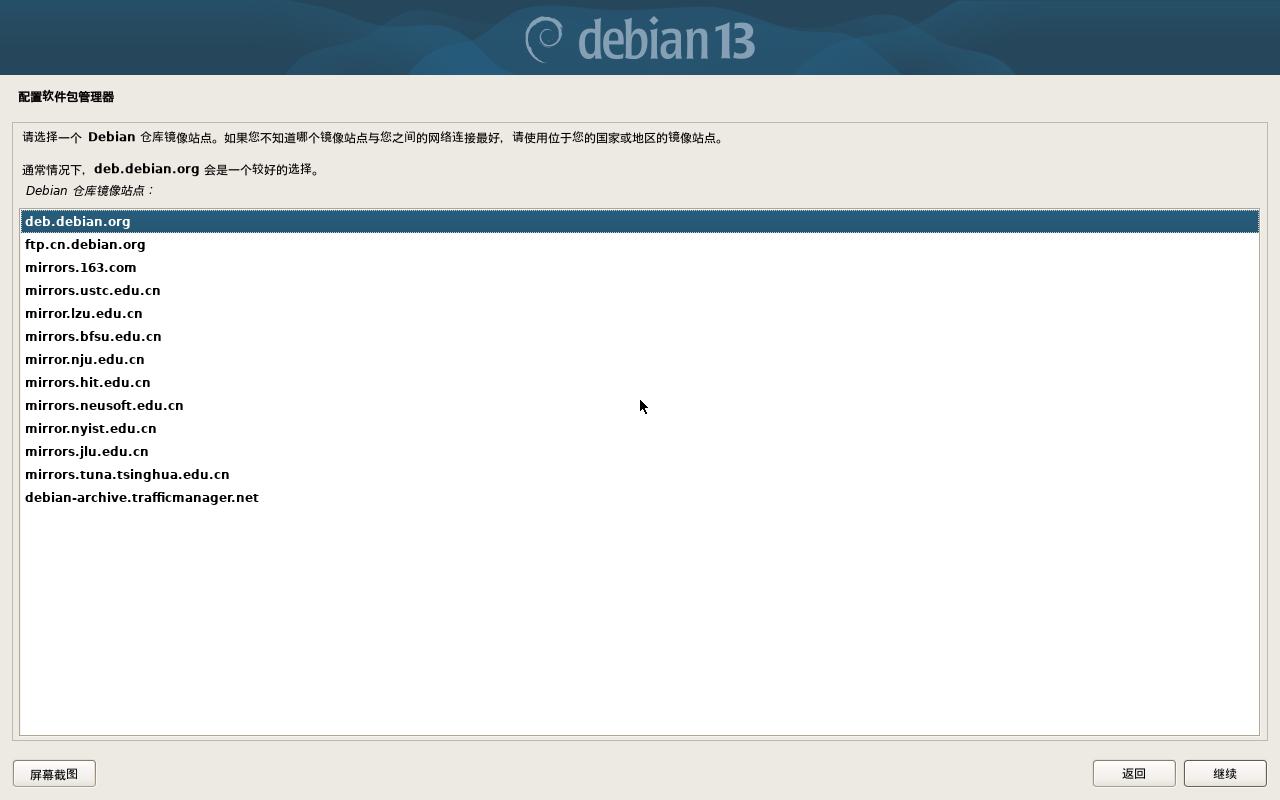 debian 13
配置软件包管理器
请选择一个 Debian 仓库镜像站点。如果您不知道哪个镜像站点与您之间的网络连接最好，请使用位于您的国家或地区的镜像站点。
通常情况下，deb.debian.org 会是一个较好的选择。
Debian 仓库镜像站点：
deb.debian.org
ftp.cn.debian.org
mirrors.163.com
mirrors.ustc.edu.cn
mirror.lzu.edu.cn
mirrors.bfsu.edu.cn
mirror.nju.edu.cn
mirrors.hit.edu.cn
mirrors.neusoft.edu.cn
mirror.nyist.edu.cn
mirrors.jlu.edu.cn
mirrors.tuna.tsinghua.edu.cn
debian-archive.trafficmanager.net
屏幕截图 返回 继续